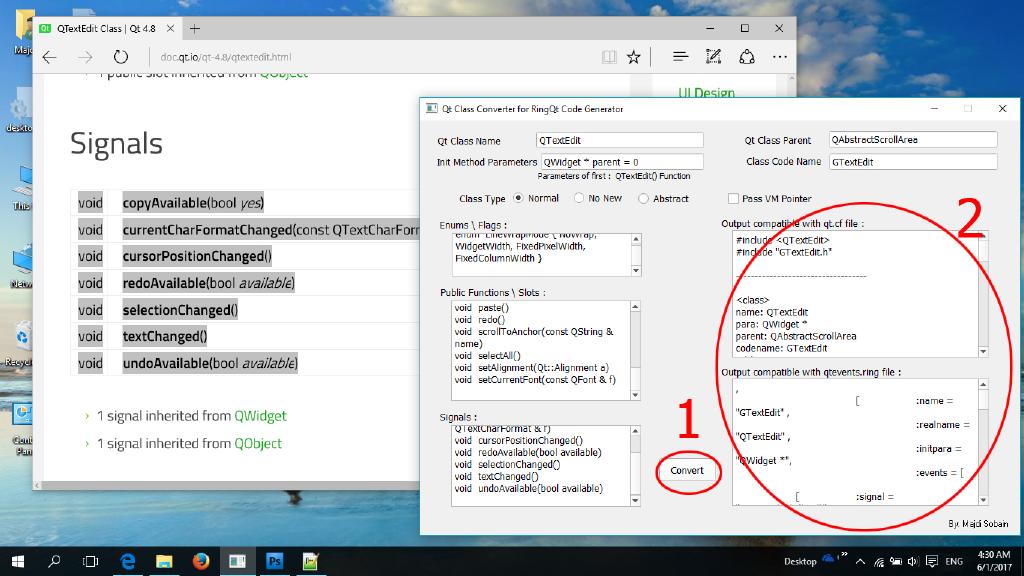 QTextEdit Class | Qt 4.8
doc.qt.io/qt-4.8/qtextedit.html
1 public slot inherited from QObject
UI Design
Signals
void copyAvailable(bool yes)
void currentCharFormatChanged(const QTextCharForm
void cursorPositionChanged()
void redoAvailable(bool available)
void selectionChanged()
void textChanged()
void undoAvailable(bool available)
1 signal inherited from QWidget
1 signal inherited from QObject
Qt Class Converter for RingQt Code Generator
Qt Class Name QTextEdit
Qt Class Parent QAbstractScrollArea
Init Method Parameters QWidget * parent = 0
Class Code Name GTextEdit
Parameters of first : QTextEdit() Function
Class Type Normal No New Abstract
Pass VM Pointer
Enums \ Flags :
enum LineWrapMode { NoWrap,
WidgetWidth, FixedPixelWidth,
FixedColumnWidth }
Public Functions \ Slots :
void paste()
void redo()
void scrollToAnchor(const QString &
name)
void selectAll()
void setAlignment(Qt::Alignment a)
void setCurrentFont(const QFont & f)
Signals :
QTextCharFormat & f)
void cursorPositionChanged()
void redoAvailable(bool available)
void selectionChanged()
void textChanged()
void undoAvailable(bool available)
1
Convert
2
Output compatible with qt.cf file :
#include <QTextEdit>
#include "GTextEdit.h"
--------------------------------
<class>
name: QTextEdit
para: QWidget *
parent: QAbstractScrollArea
codename: GTextEdit
Output compatible with qtevents.ring file :
,
[ :name =
"GTextEdit" ,
:realname =
"QTextEdit" ,
:initpara =
"QWidget *",
:events = [
[ :signal =
By: Majdi Sobain
Desktop
ENG
4:30 AM
6/1/2017